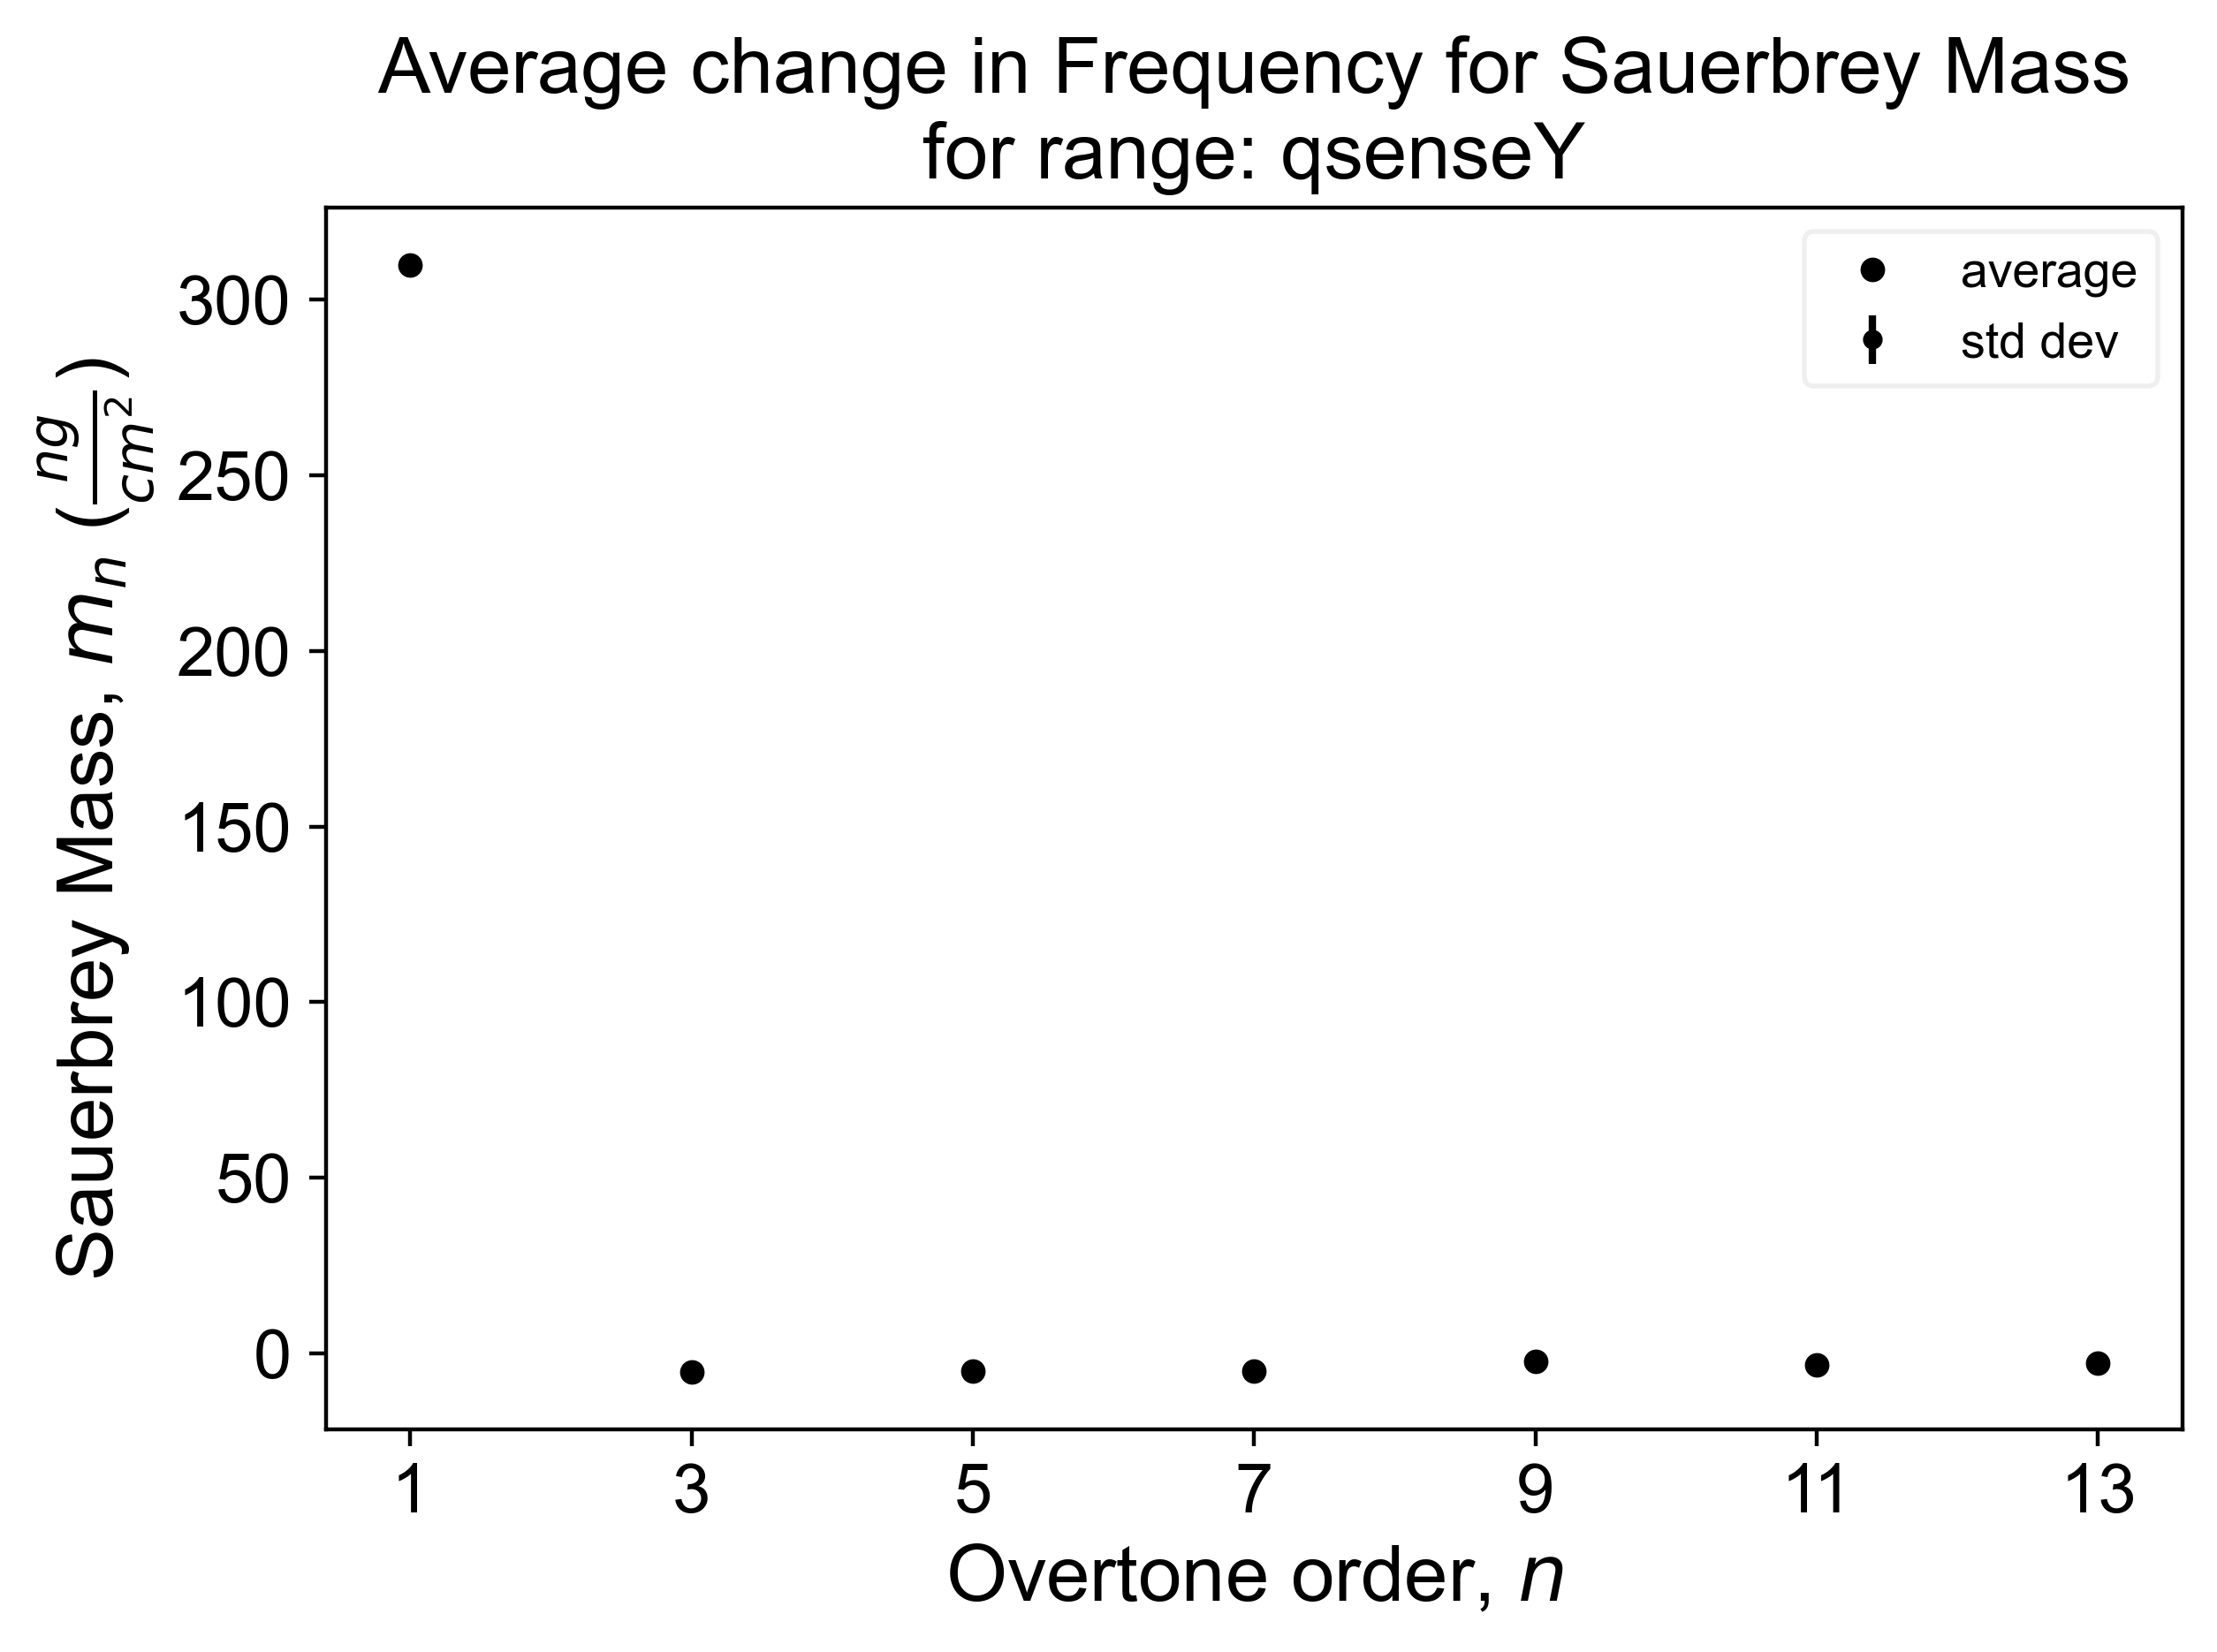 Average change in Frequency for Sauerbrey Mass
for range: qsenseY
average
std dev
Sauerbrey Mass, mₙ (ng/cm²)
300
250
200
150
100
50
0
1 3 5 7 9 11 13
Overtone order, n